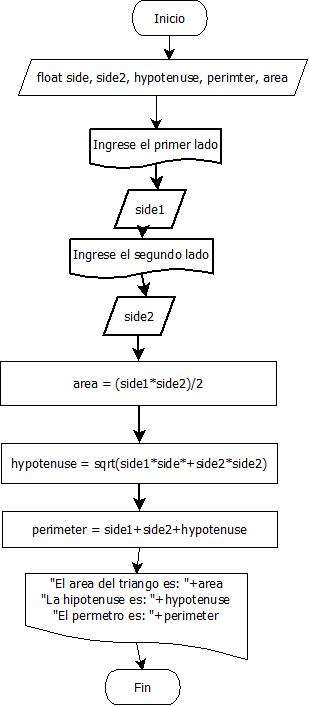 Inicio
float side, side2, hypotenuse, perimter, area
Ingrese el primer lado
side1
Ingrese el segundo lado
side2
area = (side1*side2)/2
hypotenuse = sqrt(side1*side*+side2*side2)
perimeter = side1+side2+hypotenuse
"El area del triango es: "+area
"La hipotenuse es: "+hypotenuse
"El permetro es: "+perimeter
Fin